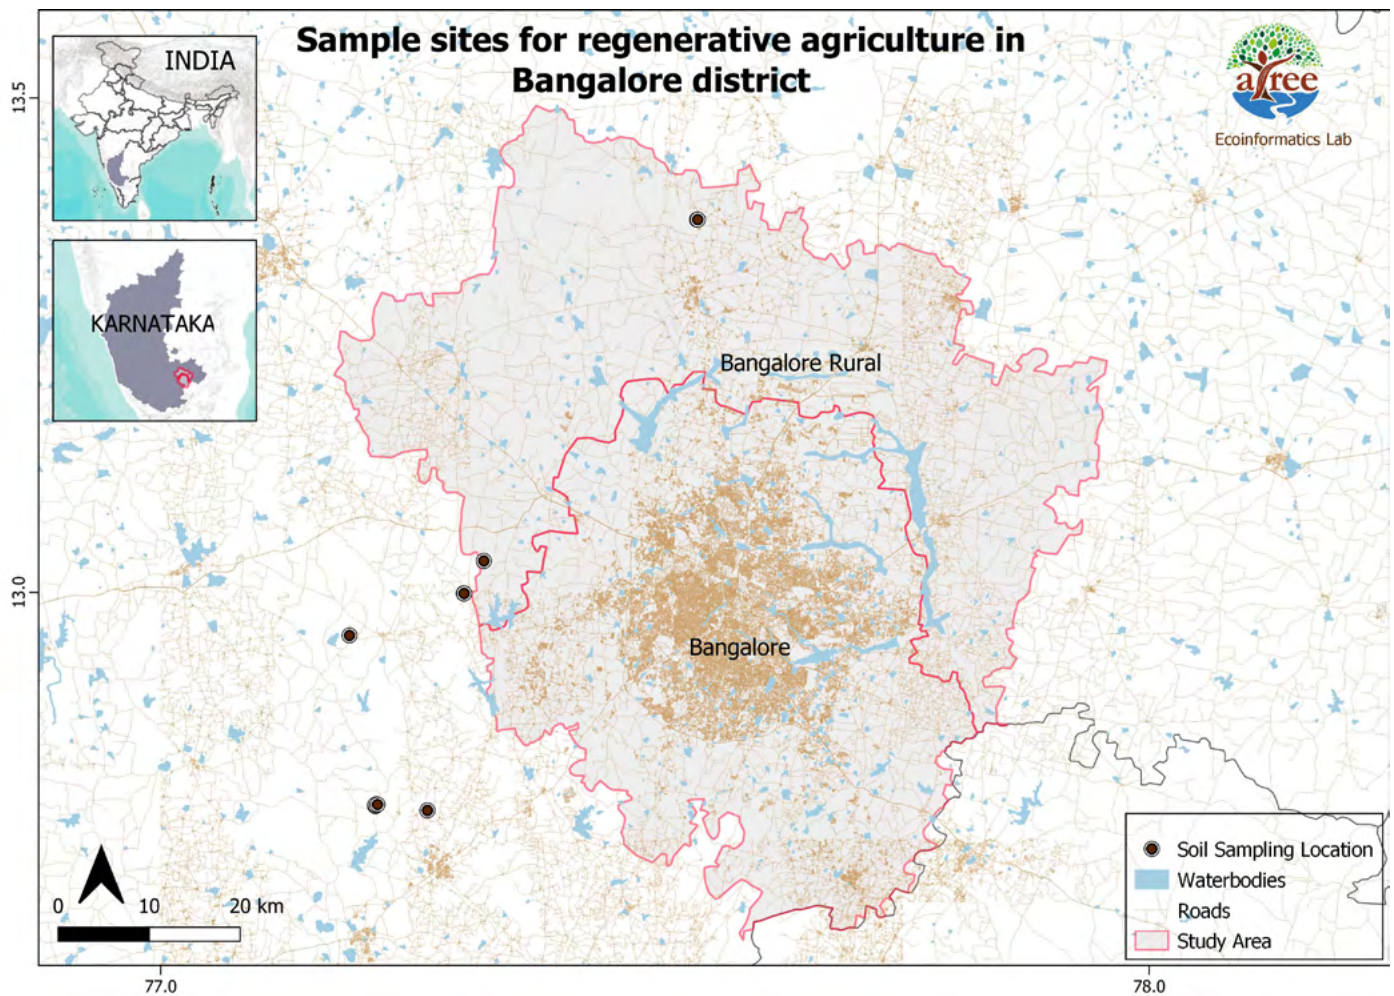 Sample sites for regenerative agriculture in
Bangalore district
INDIA
KARNATAKA
atree
Ecoinformatics Lab
13.5
13.0
Bangalore Rural
Bangalore
0 10 20 km
Soil Sampling Location
Waterbodies
Roads
Study Area
77.0
78.0